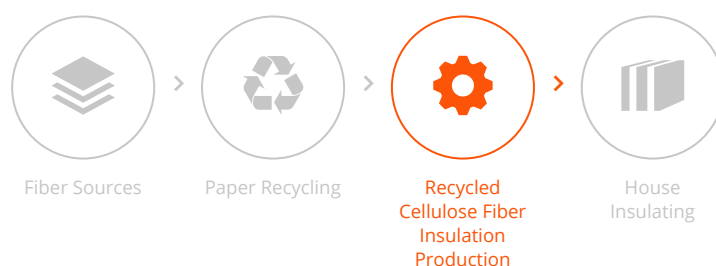 Fiber Sources
Paper Recycling
Recycled
Cellulose Fiber
Insulation
Production
House
Insulating